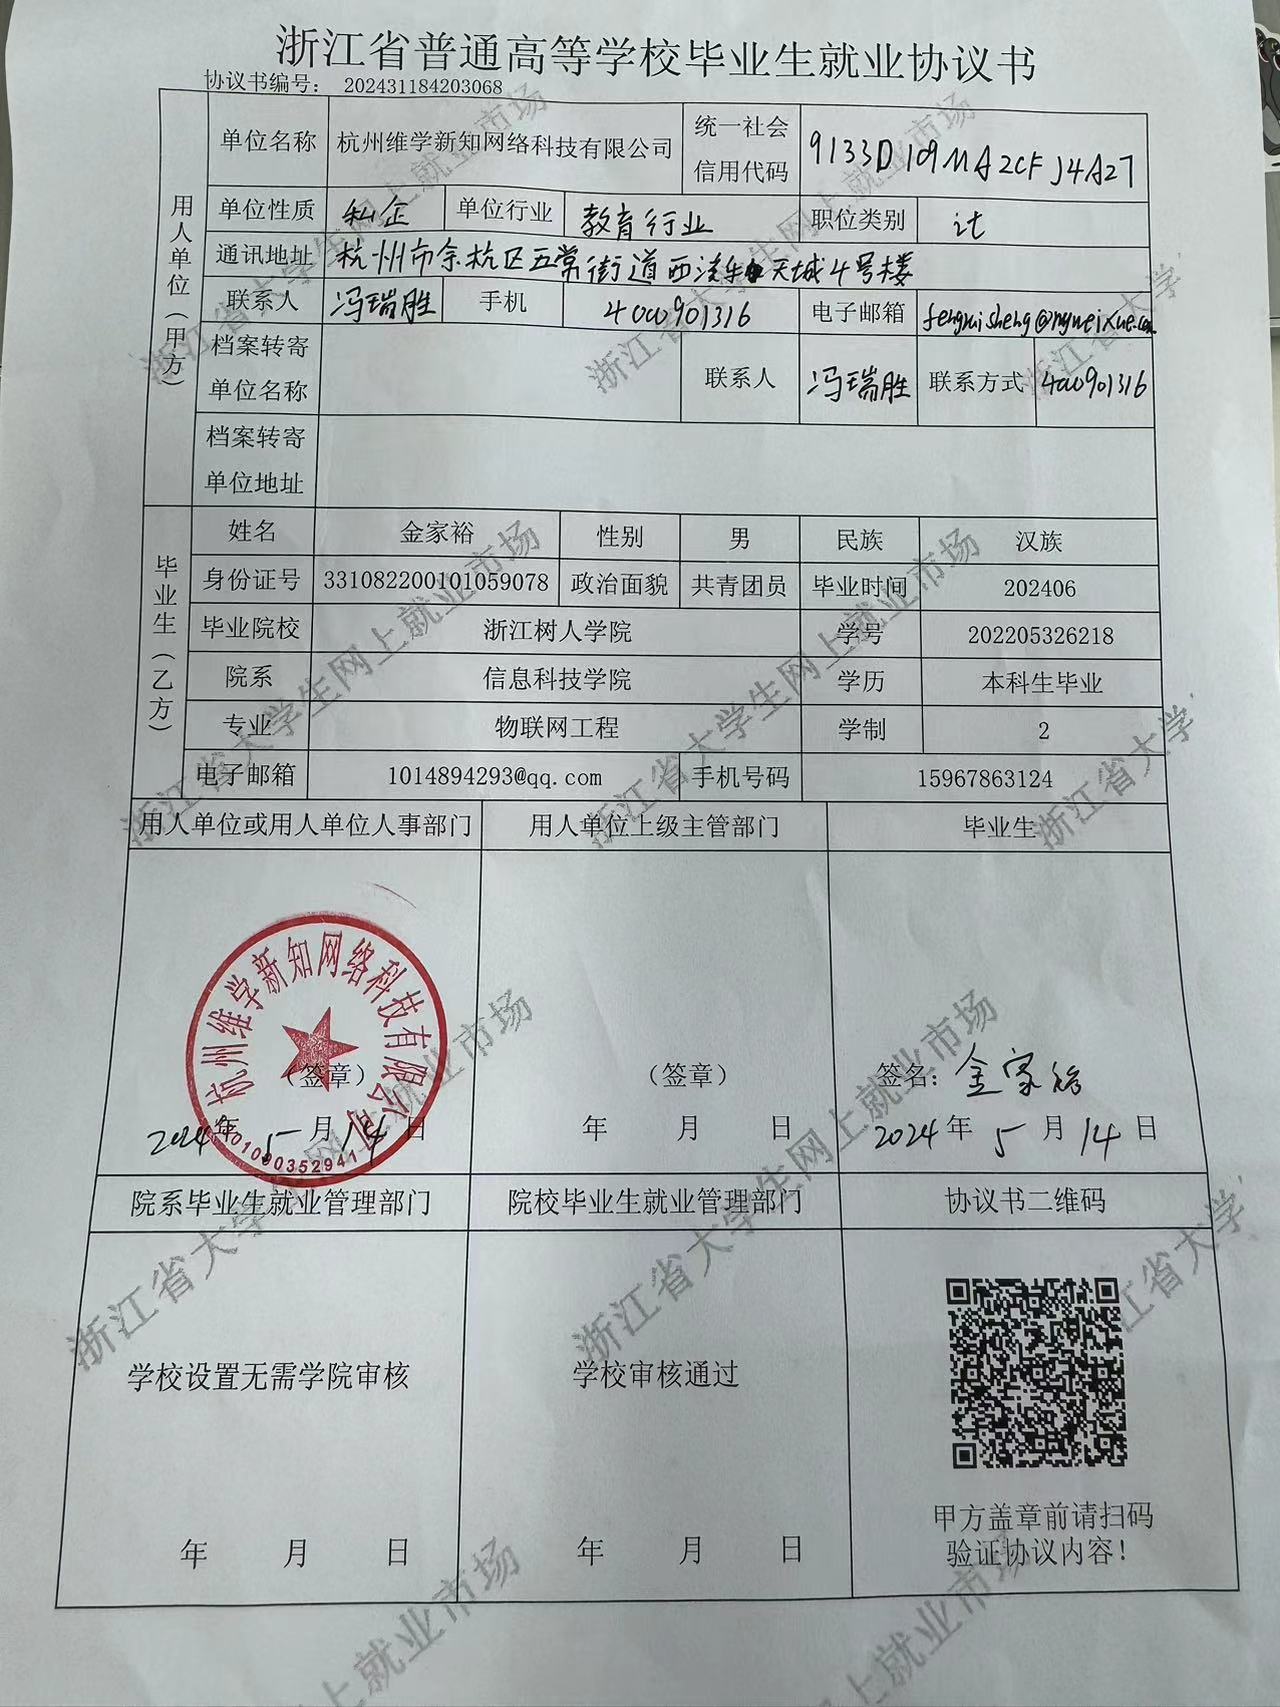 浙江省普通高等学校毕业生就业协议书
协议书编号： 202431184203068
用人单位（甲方）
单位名称 杭州维学新知网络科技有限公司 统一社会信用代码 9133D109MA2CFJ4A27
单位性质 私企 单位行业 教育行业 职位类别 it
通讯地址 杭州市余杭区五常街道西溪 天城4号楼
联系人 冯瑞胜 手机 400901316 电子邮箱
档案转寄单位名称 联系人 冯瑞胜 联系方式 400901316
档案转寄单位地址
毕业生（乙方）
姓名 金家裕 性别 男 民族 汉族
身份证号 331082200101059078 政治面貌 共青团员 毕业时间 202406
毕业院校 浙江树人学院 学号 202205326218
院系 信息科技学院 学历 本科生毕业
专业 物联网工程 学制 2
电子邮箱 1014894293@qq.com 手机号码 15967863124
用人单位或用人单位人事部门 用人单位上级主管部门 毕业生
杭州维学新知网络科技有限公司
（签章） （签章） 签名：金家裕
2024年 5月 14日 年 月 日 2024年 5月 14日
院系毕业生就业管理部门 院校毕业生就业管理部门 协议书二维码
学校设置无需学院审核 学校审核通过
甲方盖章前请扫码
验证协议内容！
年 月 日 年 月 日
浙江省大学生网上就业市场